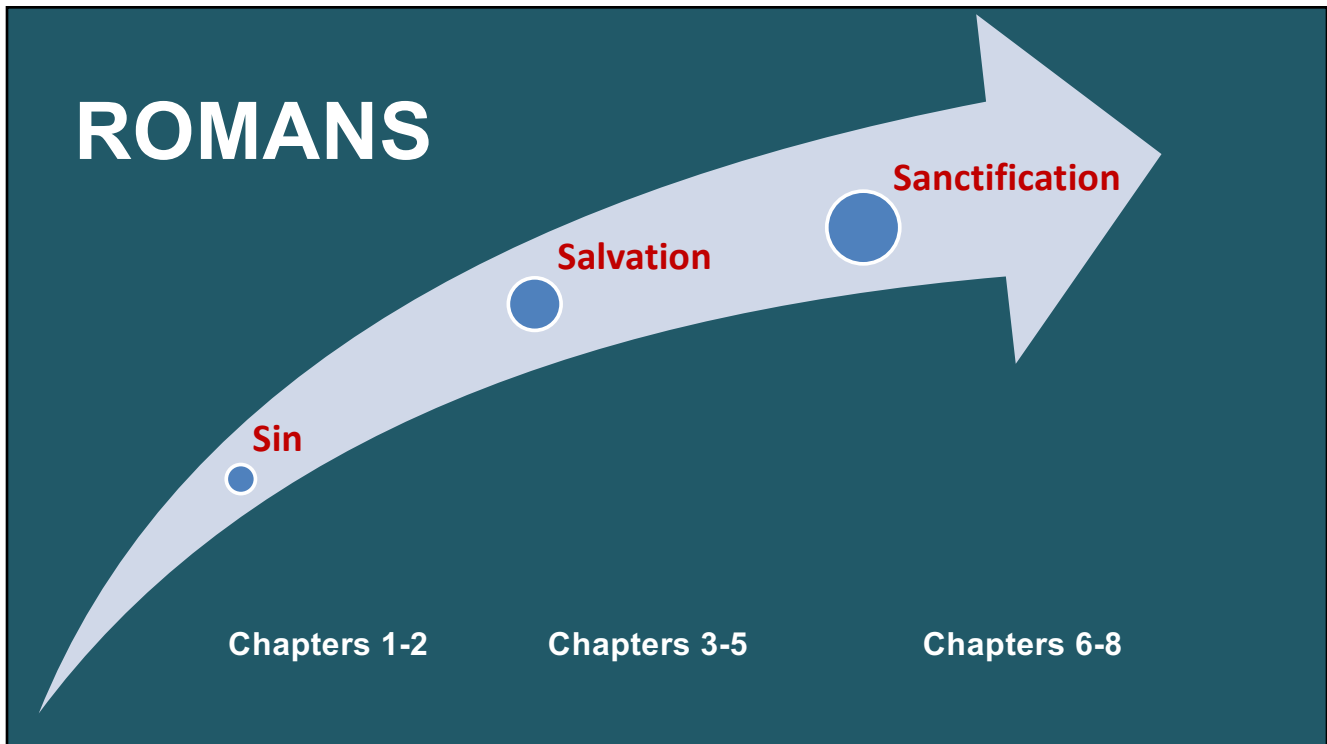 ROMANS
Sanctification
Salvation
Sin
Chapters 1-2
Chapters 3-5
Chapters 6-8